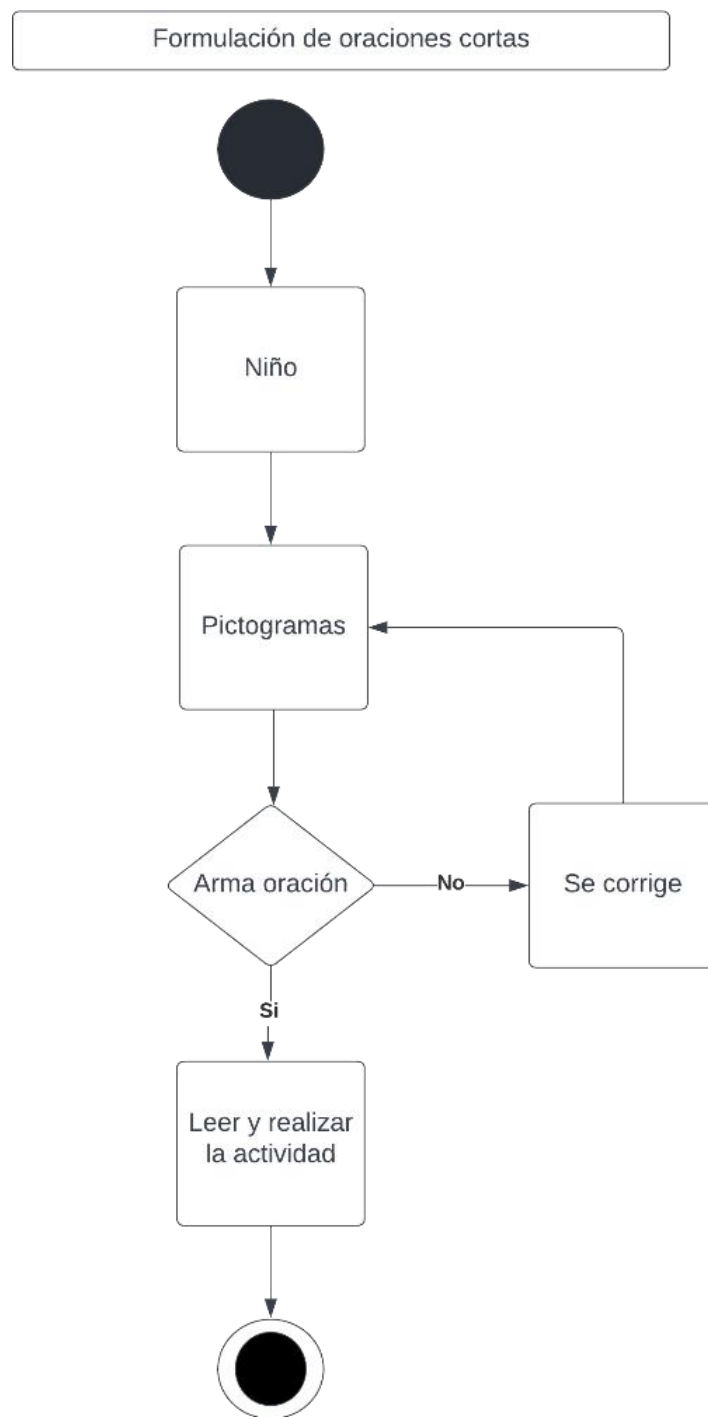 Formulación de oraciones cortas
Niño
Pictogramas
Arma oración
No
Se corrige
Si
Leer y realizar
la actividad